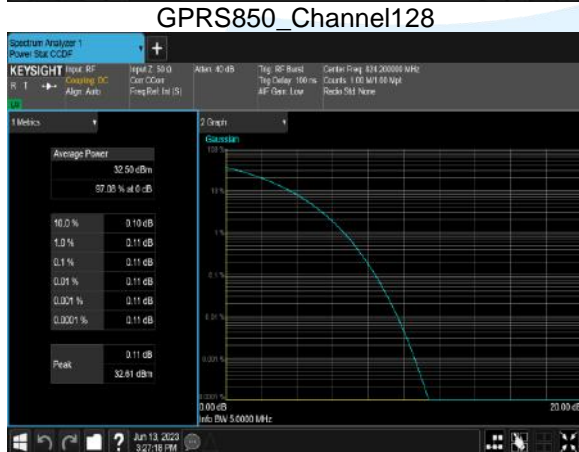 GPRS850_Channel128
Spectrum Analyzer 1
Power Stat CCDF
+
KEYSIGHT Input: RF Input Z: 50 Ω Atten: 40 dB Trig: RF Burst Center Freq: 824.200000 MHz
R T Coupling: DC Corr CCorr Trig Delay: 100 ns Counts: 1.00 M/1.00 Mpt
Align: Auto Freq Ref: Int (S) #IF Gain: Low Radio Std: None
1 Metrics 2 Graph
Gaussian
Average Power
32.50 dBm
97.08 % at 0 dB
10.0 % 0.10 dB
1.0 % 0.11 dB
0.1 % 0.11 dB
0.01 % 0.11 dB
0.001 % 0.11 dB
0.0001 % 0.11 dB
Peak 0.11 dB
32.61 dBm
100 %
10 %
1 %
0.1 %
0.01 %
0.001 %
0.0001 %
0.00 dB 20.00 dB
Info BW 5.0000 MHz
? Jun 13, 2023
3:27:18 PM